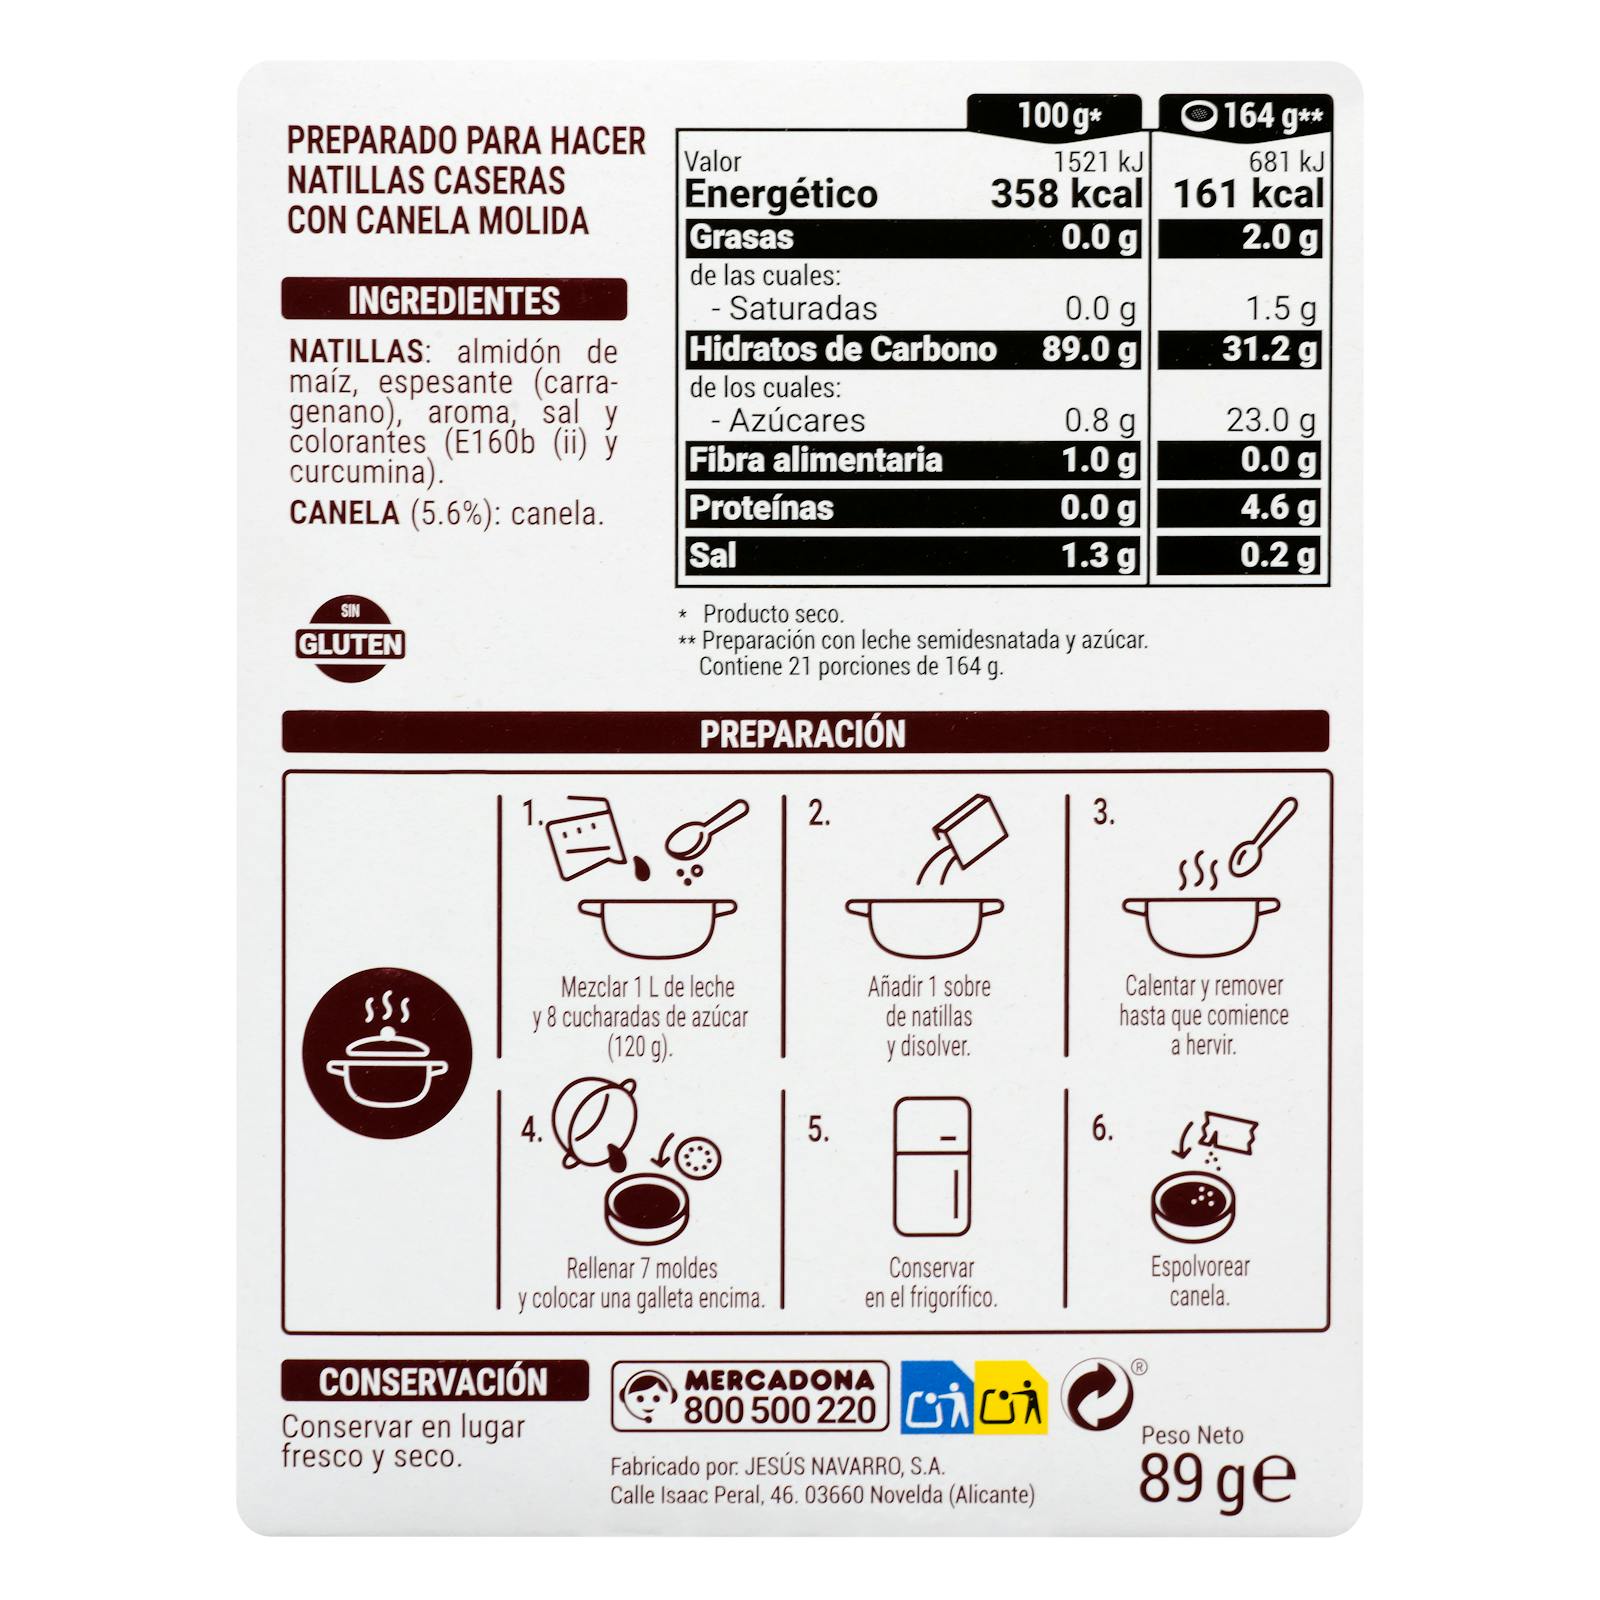 PREPARADO PARA HACER
NATILLAS CASERAS
CON CANELA MOLIDA
INGREDIENTES
NATILLAS: almidón de
maíz, espesante (carra-
genano), aroma, sal y
colorantes (E160b (ii) y
curcumina).
CANELA (5.6%): canela.
SIN
GLUTEN
100 g* 164 g**
Valor 1521 kJ 681 kJ
Energético 358 kcal 161 kcal
Grasas 0.0 g 2.0 g
de las cuales:
- Saturadas 0.0 g 1.5 g
Hidratos de Carbono 89.0 g 31.2 g
de los cuales:
- Azúcares 0.8 g 23.0 g
Fibra alimentaria 1.0 g 0.0 g
Proteínas 0.0 g 4.6 g
Sal 1.3 g 0.2 g
* Producto seco.
** Preparación con leche semidesnatada y azúcar.
Contiene 21 porciones de 164 g.
PREPARACIÓN
1.
Mezclar 1 L de leche
y 8 cucharadas de azúcar
(120 g).
2.
Añadir 1 sobre
de natillas
y disolver.
3.
Calentar y remover
hasta que comience
a hervir.
4.
Rellenar 7 moldes
y colocar una galleta encima.
5.
Conservar
en el frigorífico.
6.
Espolvorear
canela.
CONSERVACIÓN
Conservar en lugar
fresco y seco.
MERCADONA
800 500 220
®
Fabricado por: JESÚS NAVARRO, S.A.
Calle Isaac Peral, 46. 03660 Novelda (Alicante)
Peso Neto
89 g e